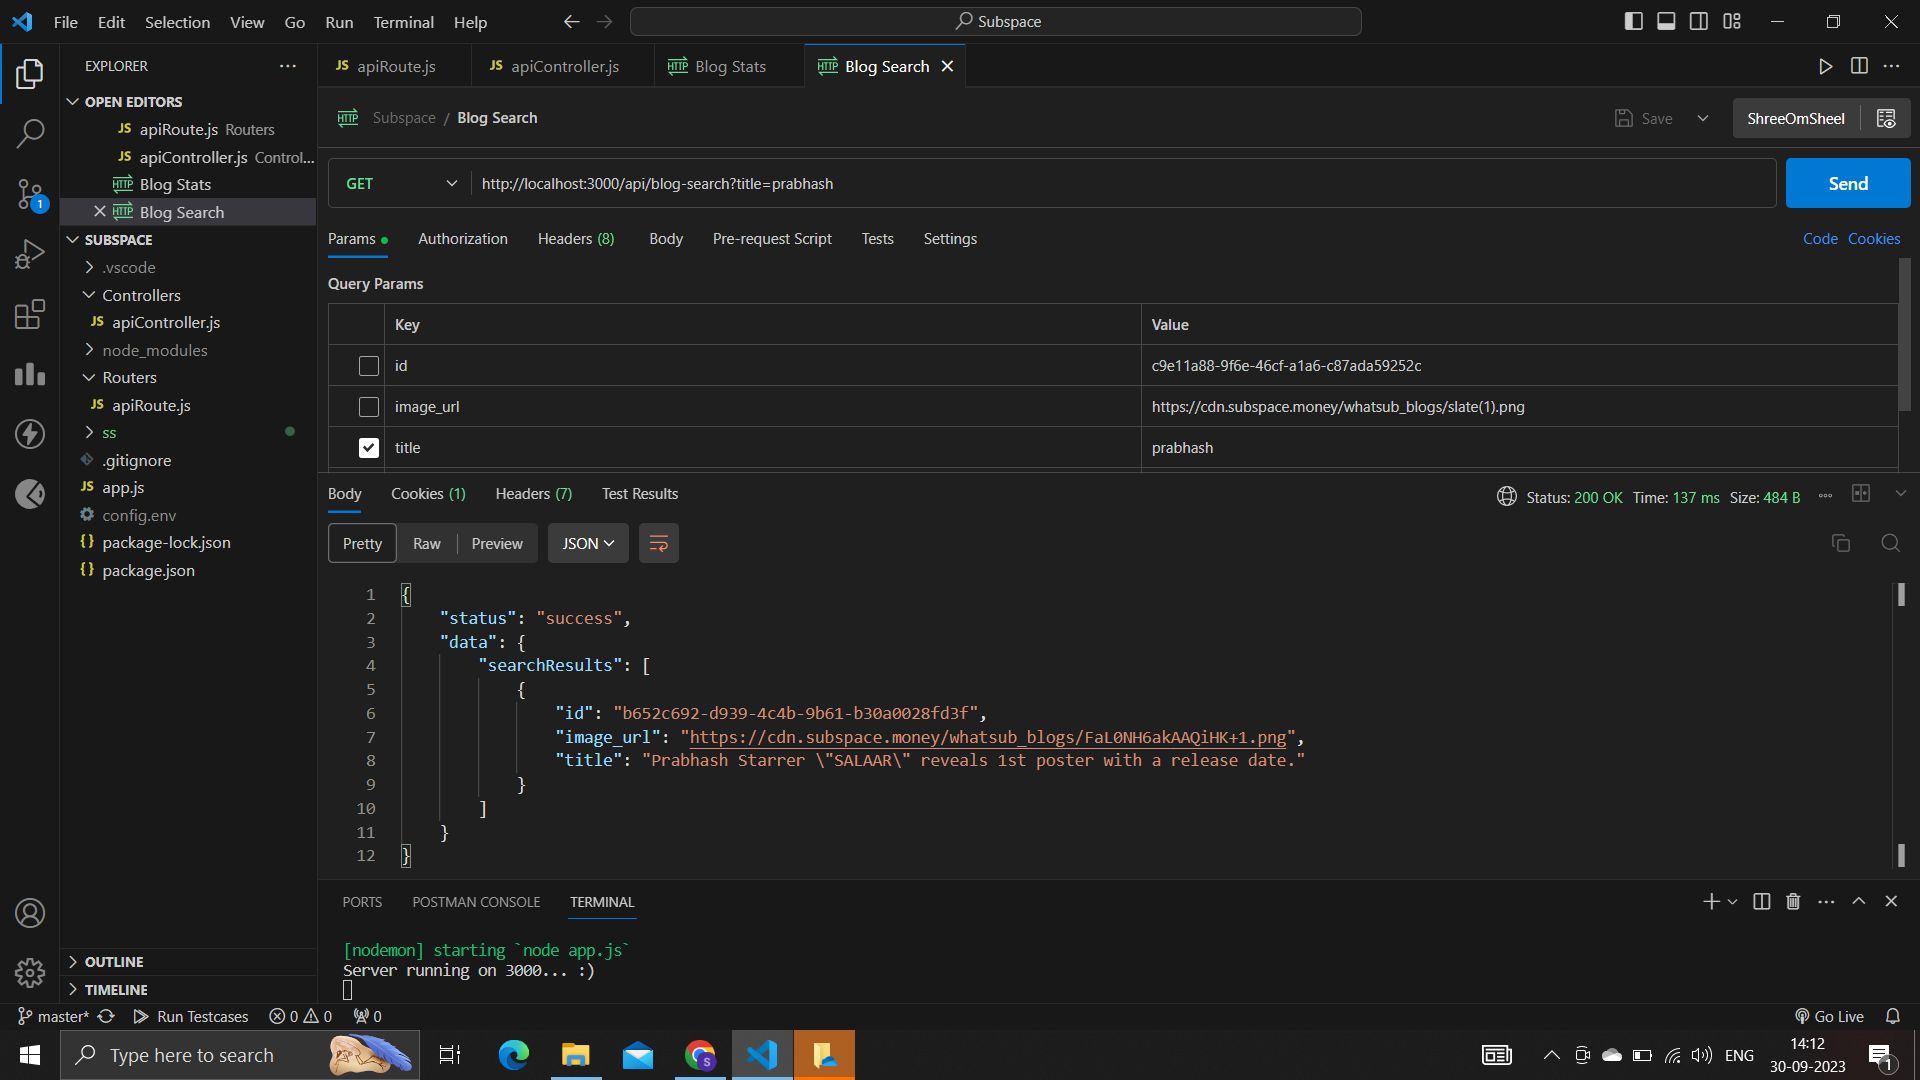 File Edit Selection View Go Run Terminal Help
Subspace
EXPLORER
OPEN EDITORS
JS apiRoute.js Routers
JS apiController.js Control...
HTTP Blog Stats
HTTP Blog Search
SUBSPACE
.vscode
Controllers
JS apiController.js
node_modules
Routers
JS apiRoute.js
ss
.gitignore
JS app.js
config.env
{} package-lock.json
{} package.json
OUTLINE
TIMELINE
1
JS apiRoute.js
JS apiController.js
HTTP Blog Stats
HTTP Blog Search
HTTP Subspace / Blog Search
Save
ShreeOmSheel
GET http://localhost:3000/api/blog-search?title=prabhash
Send
Params Authorization Headers (8) Body Pre-request Script Tests Settings
Code Cookies
Query Params
Key Value
id c9e11a88-9f6e-46cf-a1a6-c87ada59252c
image_url https://cdn.subspace.money/whatsub_blogs/slate(1).png
title prabhash
Body Cookies (1) Headers (7) Test Results
Status: 200 OK Time: 137 ms Size: 484 B
Pretty Raw Preview JSON
1 {
2 "status": "success",
3 "data": {
4 "searchResults": [
5 {
6 "id": "b652c692-d939-4c4b-9b61-b30a0028fd3f",
7 "image_url": "https://cdn.subspace.money/whatsub_blogs/FaL0NH6akAAQiHK+1.png",
8 "title": "Prabhash Starrer \"SALAAR\" reveals 1st poster with a release date."
9 }
10 ]
11 }
12 }
PORTS POSTMAN CONSOLE TERMINAL
[nodemon] starting `node app.js`
Server running on 3000... :)
master* Run Testcases 0 0 0
Go Live
Type here to search
S
ENG
14:12
30-09-2023
1